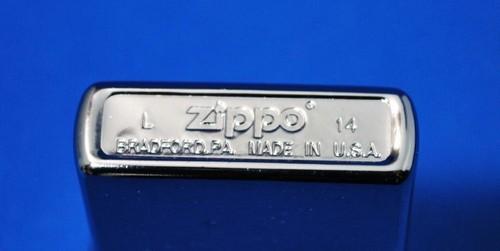 L Zippo® 14
BRADFORD.PA. MADE IN U.S.A.